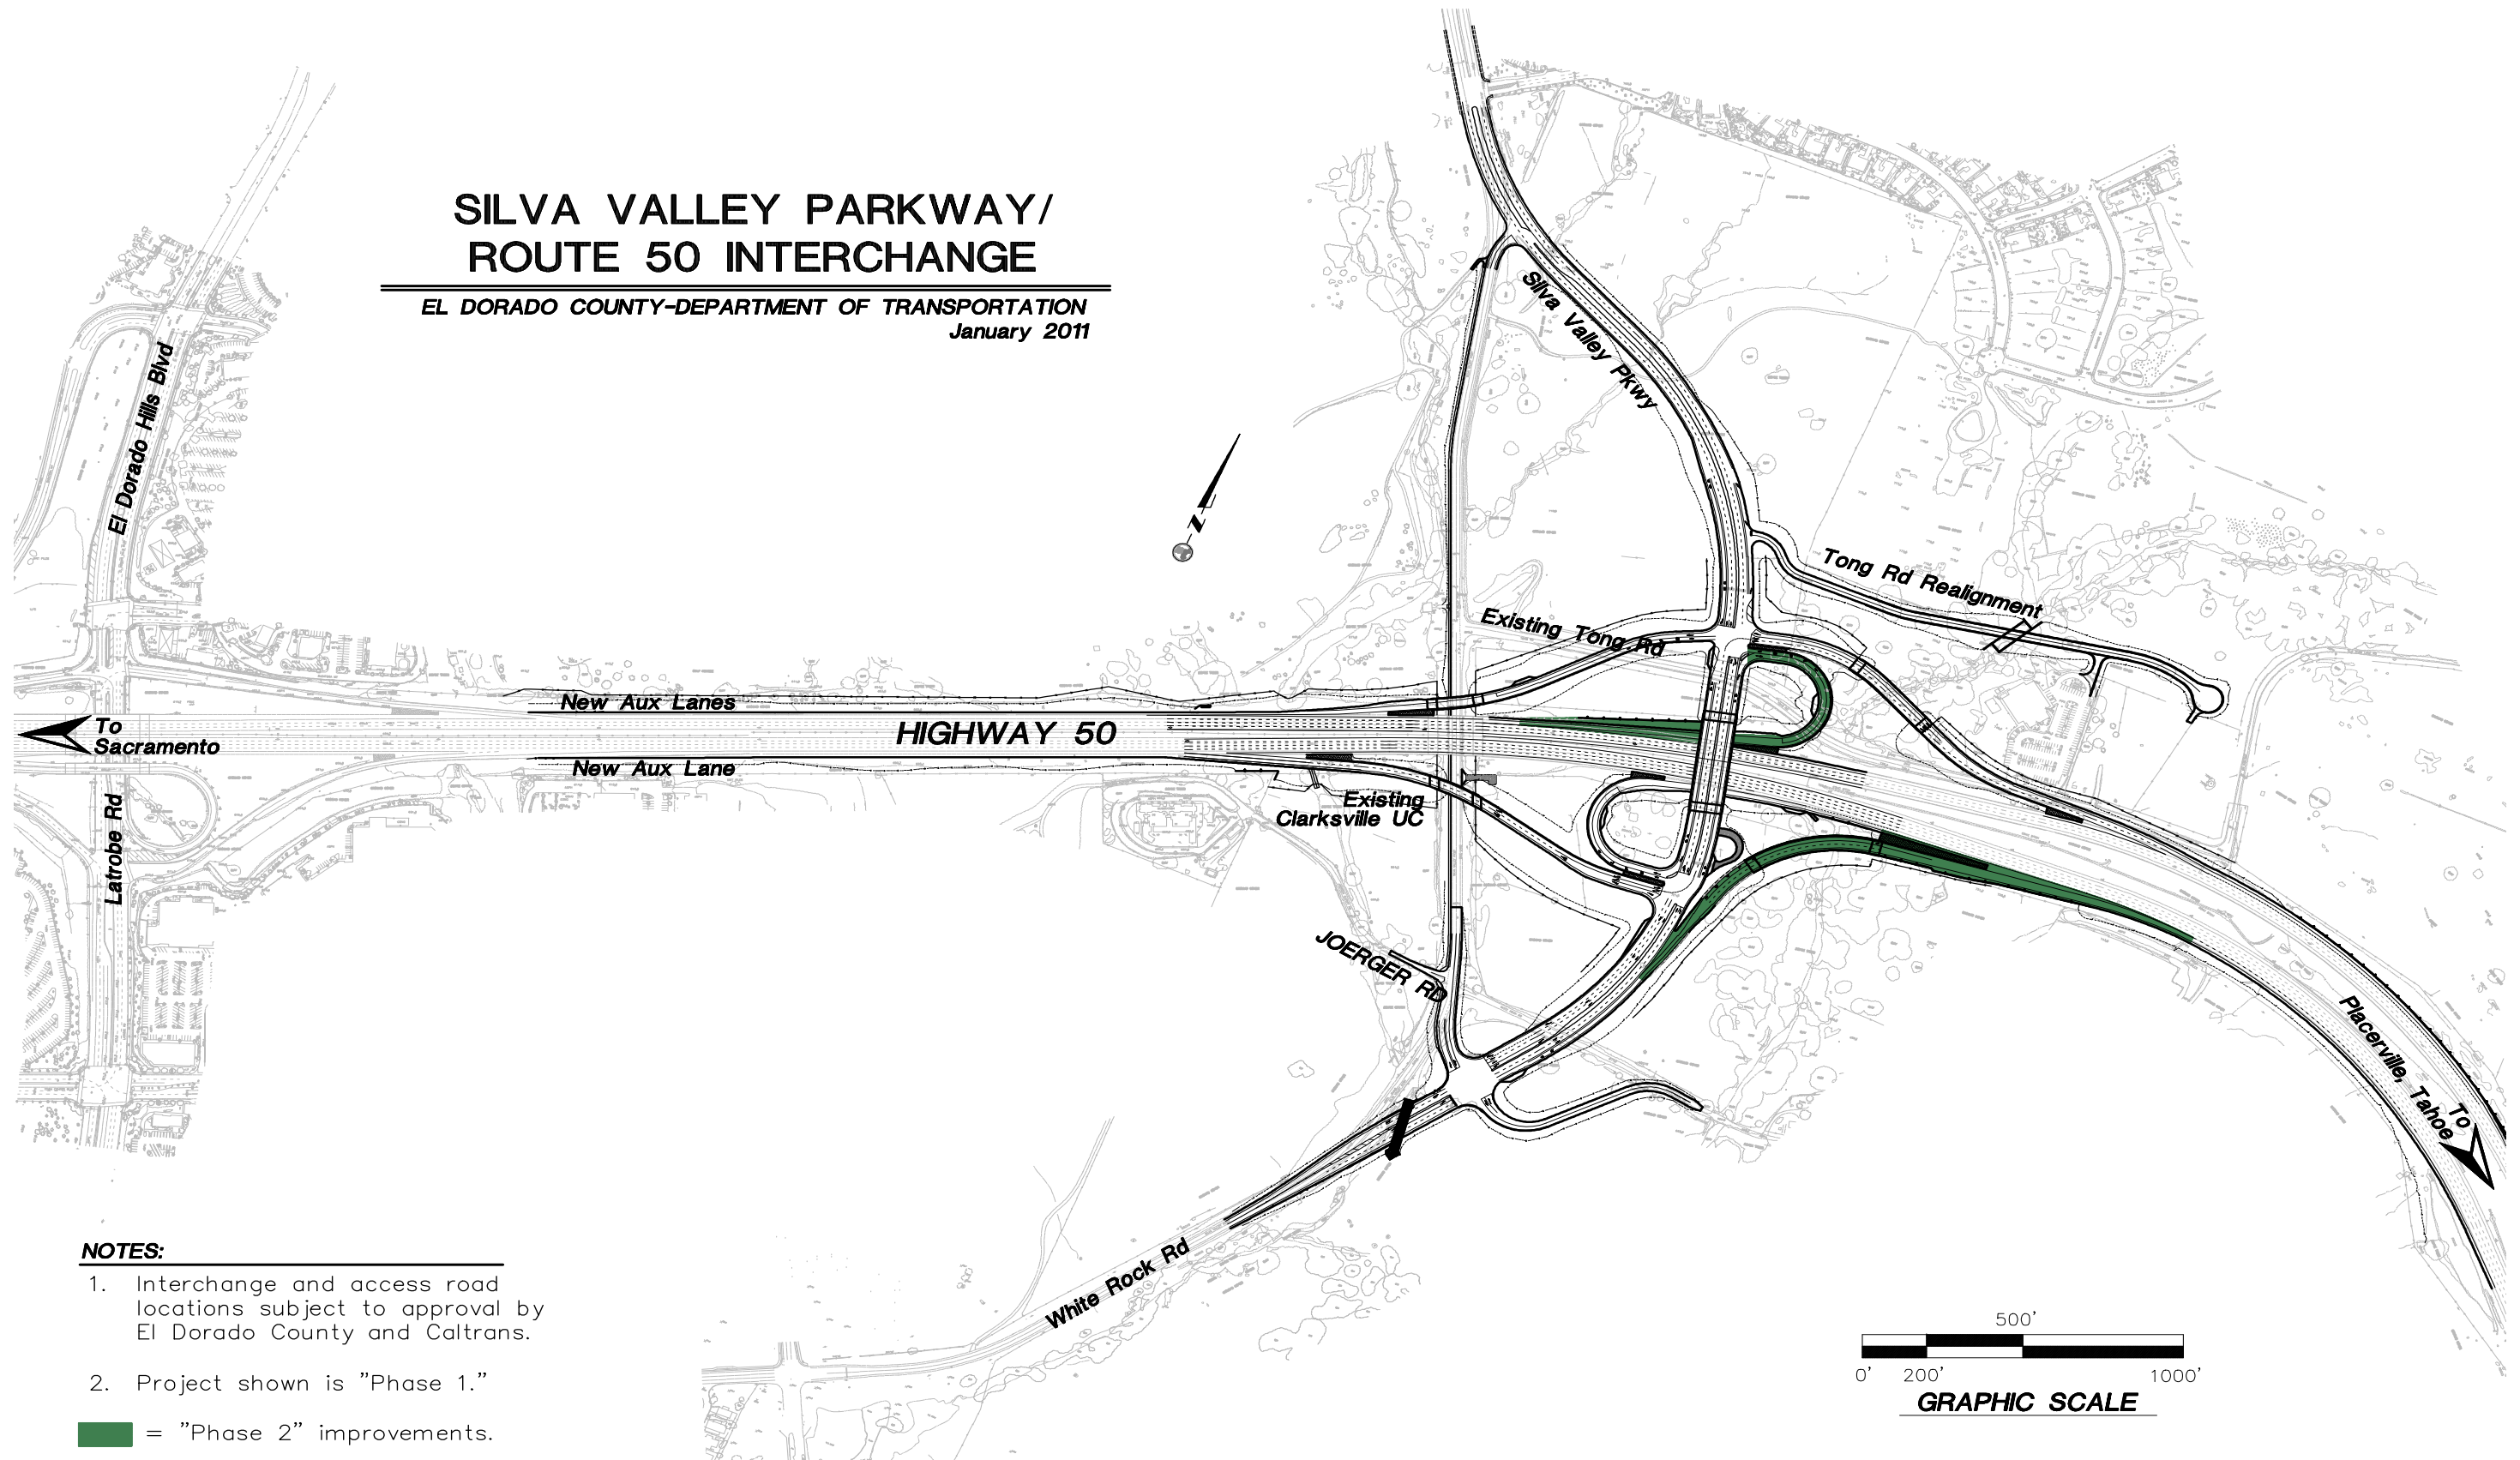 SILVA VALLEY PARKWAY/
ROUTE 50 INTERCHANGE
EL DORADO COUNTY-DEPARTMENT OF TRANSPORTATION
January 2011
El Dorado Hills Blvd
Silva Valley Pkwy
N
Tong Rd Realignment
Existing Tong Rd
New Aux Lanes
HIGHWAY 50
To
Sacramento
New Aux Lane
Latrobe Rd
Existing
Clarksville UC
JOERGER RD
To
Placerville, Tahoe
White Rock Rd
NOTES:
1. Interchange and access road
locations subject to approval by
El Dorado County and Caltrans.
2. Project shown is "Phase 1."
= "Phase 2" improvements.
500'
0' 200' 1000'
GRAPHIC SCALE